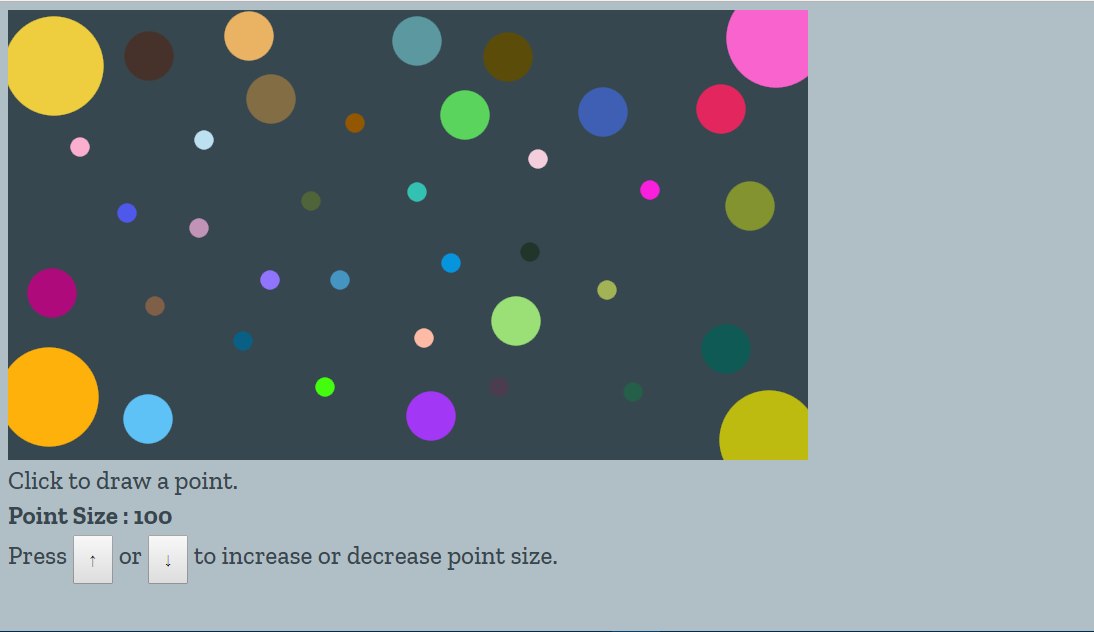 Click to draw a point.
Point Size : 100
Press ↑ or ↓ to increase or decrease point size.